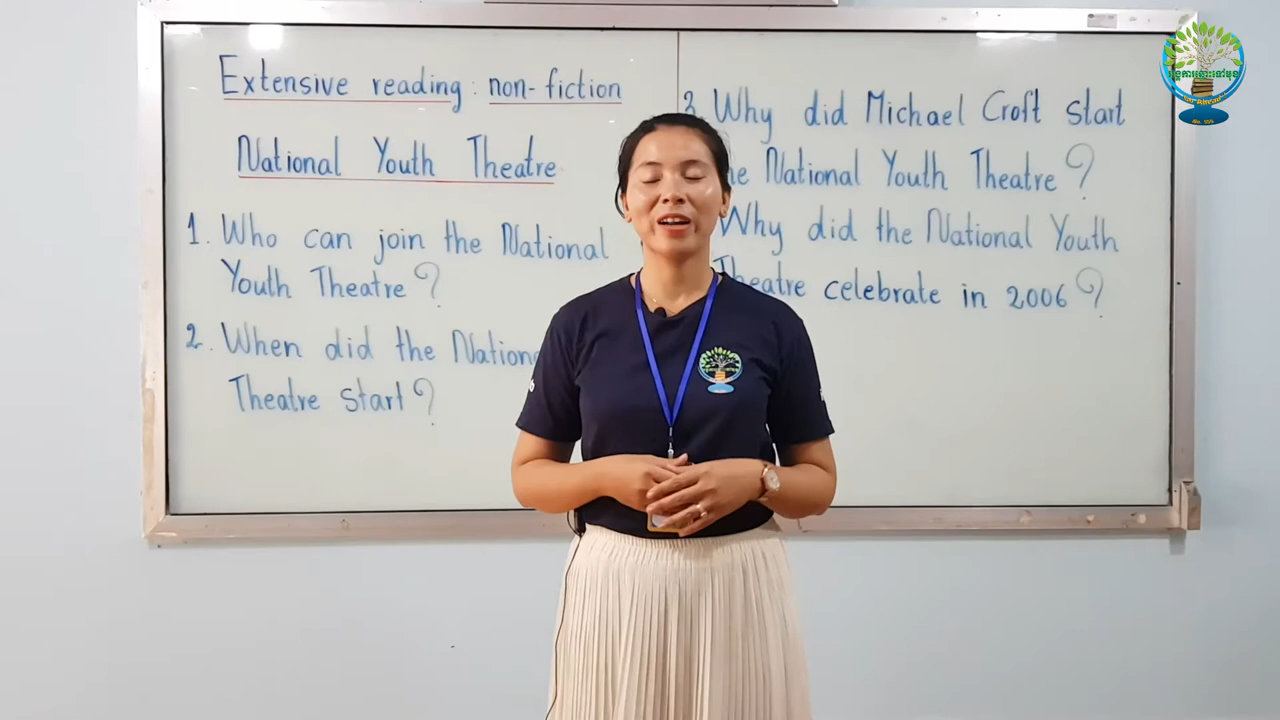 Extensive reading : non-fiction
National Youth Theatre
1. Who can join the National
Youth Theatre?
2. When did the
Theatre start?
3 Why did Michael Croft start
National Youth Theatre?
Why did the National Youth
Theatre celebrate in 2006?